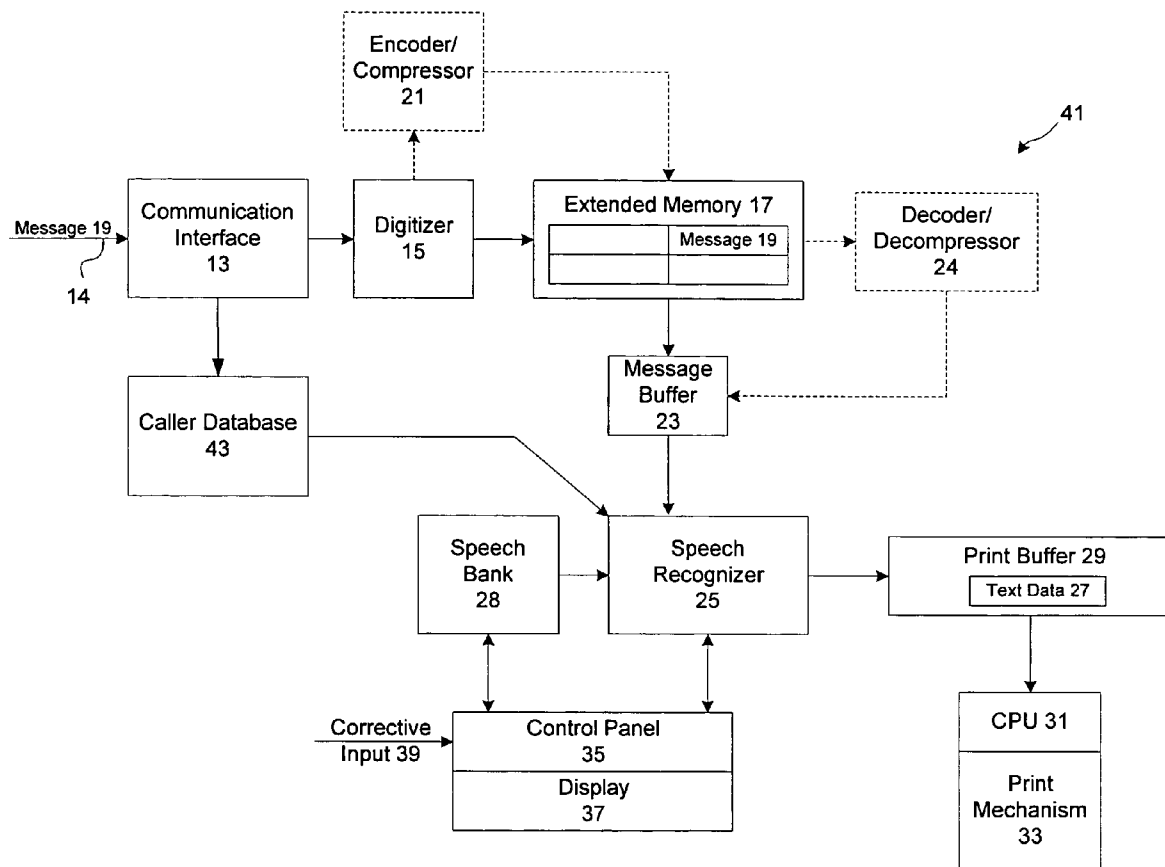 Encoder/
Compressor
21
41
Message 19
14
Communication
Interface
13
Digitizer
15
Extended Memory 17
Message 19
Decoder/
Decompressor
24
Message
Buffer
23
Caller Database
43
Speech
Bank
28
Speech
Recognizer
25
Print Buffer 29
Text Data 27
Corrective
Input 39
Control Panel
35
Display
37
CPU 31
Print
Mechanism
33